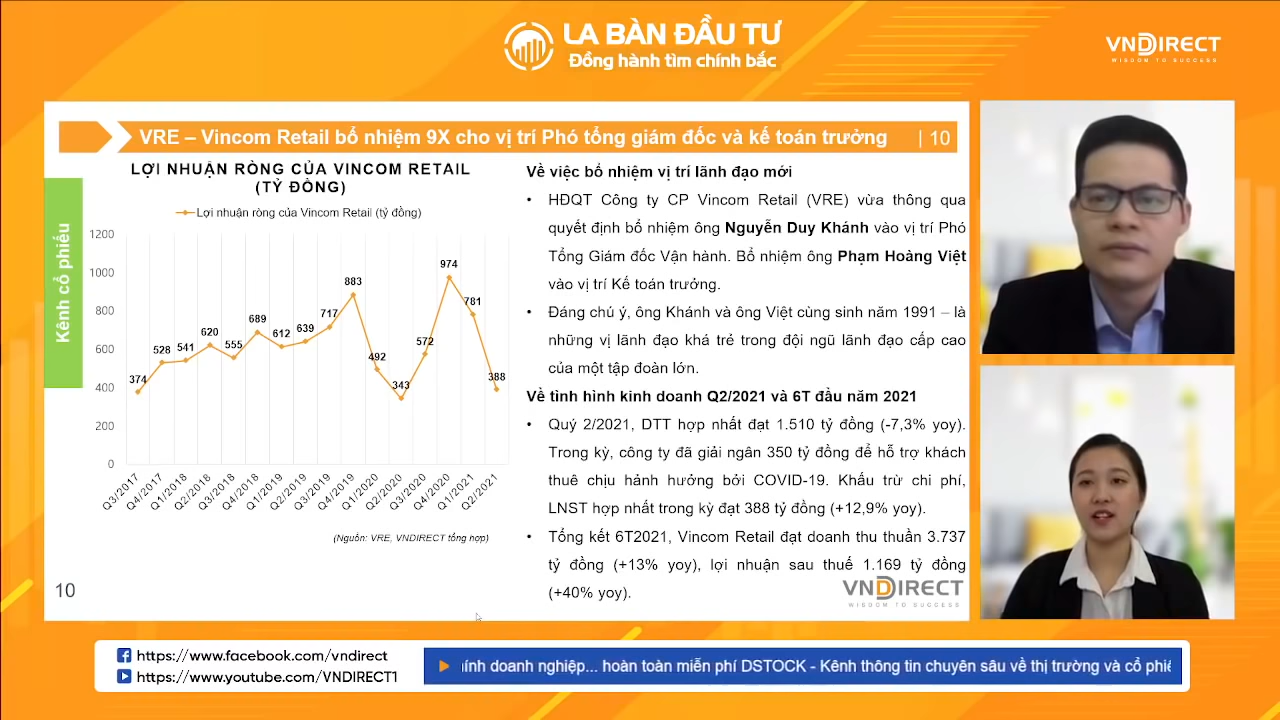 LA BÀN ĐẦU TƯ
Đồng hành tìm chính bắc
VNDIRECT
WISDOM TO SUCCESS
VRE – Vincom Retail bổ nhiệm 9X cho vị trí Phó tổng giám đốc và kế toán trưởng | 10
Kênh cổ phiếu
LỢI NHUẬN RÒNG CỦA VINCOM RETAIL
(TỶ ĐỒNG)
Lợi nhuận ròng của Vincom Retail (tỷ đồng)
1200
1000
800
600
400
200
0
374
528
541
620
555
689
612
639
717
883
492
343
572
974
781
388
Q3/2017
Q4/2017
Q1/2018
Q2/2018
Q3/2018
Q4/2018
Q1/2019
Q2/2019
Q3/2019
Q4/2019
Q1/2020
Q2/2020
Q3/2020
Q4/2020
Q1/2021
Q2/2021
(Nguồn: VRE, VNDIRECT tổng hợp)
10
Về việc bổ nhiệm vị trí lãnh đạo mới
• HĐQT Công ty CP Vincom Retail (VRE) vừa thông qua
quyết định bổ nhiệm ông Nguyễn Duy Khánh vào vị trí Phó
Tổng Giám đốc Vận hành. Bổ nhiệm ông Phạm Hoàng Việt
vào vị trí Kế toán trưởng.
• Đáng chú ý, ông Khánh và ông Việt cùng sinh năm 1991 – là
những vị lãnh đạo khá trẻ trong đội ngũ lãnh đạo cấp cao
của một tập đoàn lớn.
Về tình hình kinh doanh Q2/2021 và 6T đầu năm 2021
• Quý 2/2021, DTT hợp nhất đạt 1.510 tỷ đồng (-7,3% yoy).
Trong kỳ, công ty đã giải ngân 350 tỷ đồng để hỗ trợ khách
thuê chịu hảnh hưởng bởi COVID-19. Khấu trừ chi phí,
LNST hợp nhất trong kỳ đạt 388 tỷ đồng (+12,9% yoy).
• Tổng kết 6T2021, Vincom Retail đạt doanh thu thuần 3.737
tỷ đồng (+13% yoy), lợi nhuận sau thuế 1.169 tỷ đồng
(+40% yoy).
VNDIRECT
WISDOM TO SUCCESS
https://www.facebook.com/vndirect
https://www.youtube.com/VNDIRECT1
doanh nghiệp... hoàn toàn miễn phí DSTOCK - Kênh thông tin chuyên sâu về thị trường và cổ